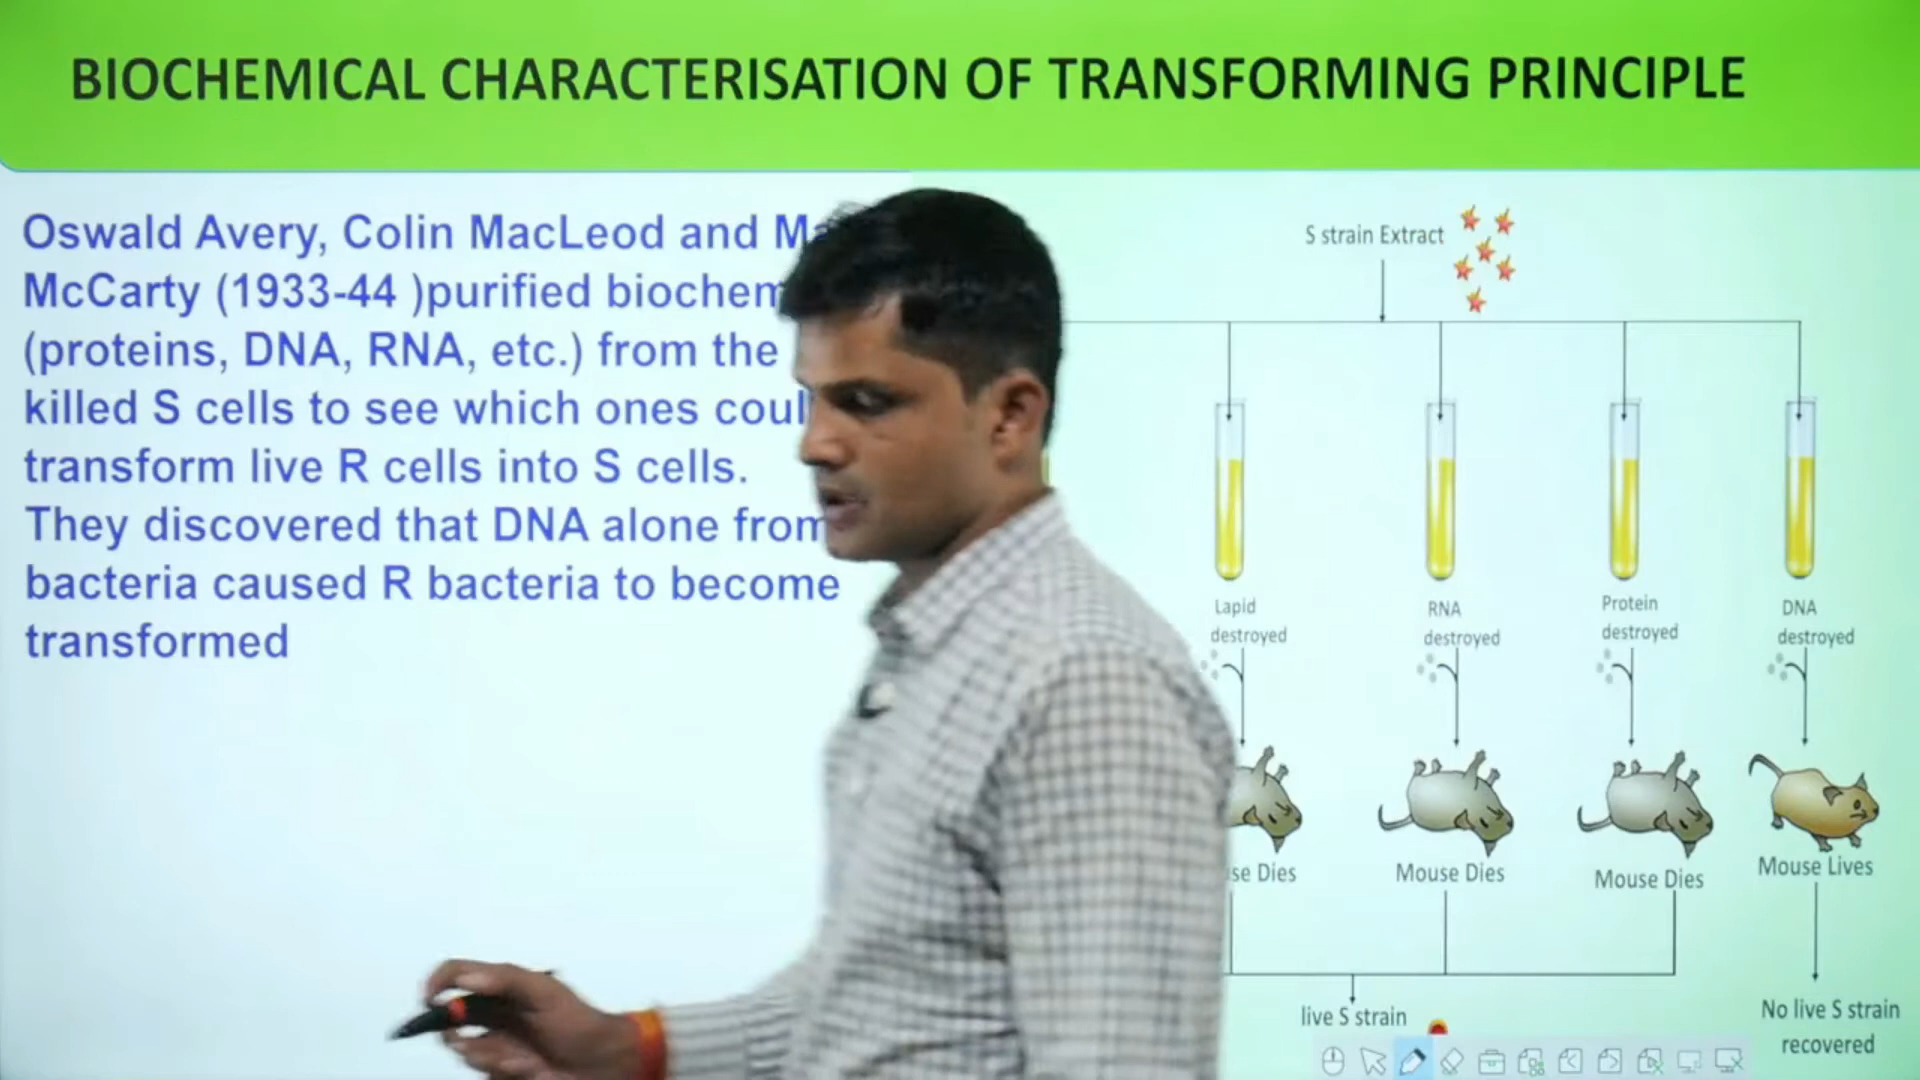 BIOCHEMICAL CHARACTERISATION OF TRANSFORMING PRINCIPLE
Oswald Avery, Colin MacLeod and
McCarty (1933-44 )purified
(proteins, DNA, RNA, etc.) from the
killed S cells to see which ones
transform live R cells into S cells.
They discovered that DNA alone from
bacteria caused R bacteria to become
transformed
S strain Extract
Lapid
destroyed
RNA
destroyed
Protein
destroyed
DNA
destroyed
Dies
Mouse Dies
Mouse Dies
Mouse Lives
live S strain
No live S strain
recovered